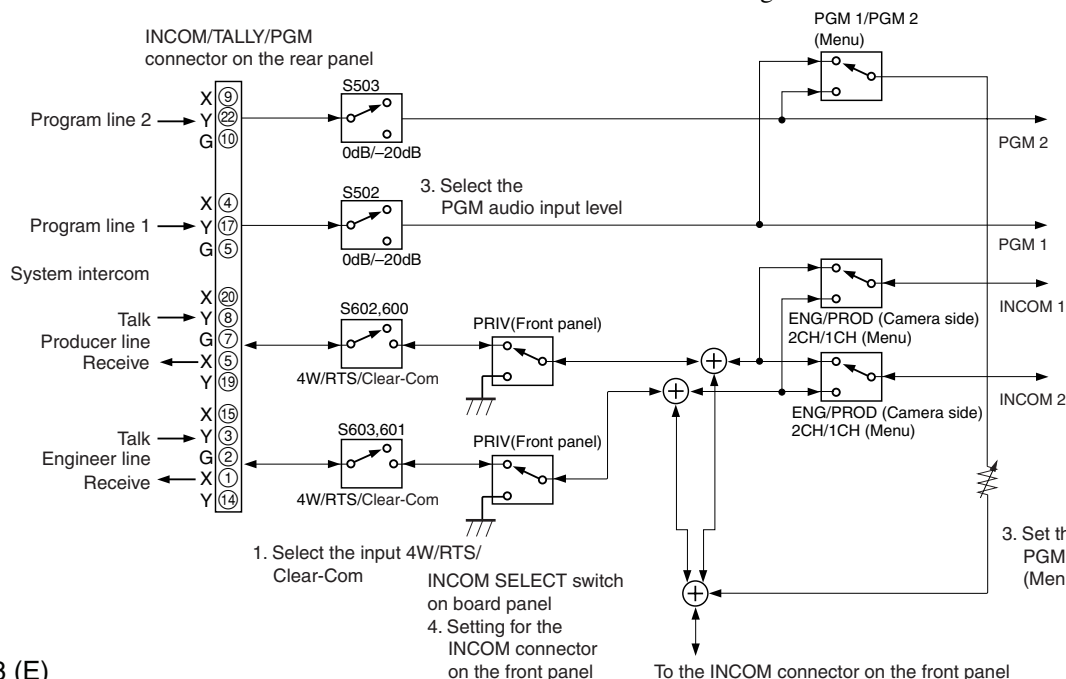 PGM 1/PGM 2
(Menu)
INCOM/TALLY/PGM
connector on the rear panel
X ⑨
Program line 2
Y ㉒
G ⑩
S503
0dB/–20dB
PGM 2
X ④
Program line 1
Y ⑰
G ⑤
S502
0dB/–20dB
3. Select the
PGM audio input level
PGM 1
System intercom
X ⑳
Talk
Y ⑧
Producer line
G ⑦
Receive
X ⑤
Y ⑲
S602,600
4W/RTS/Clear-Com
PRIV(Front panel)
INCOM 1
ENG/PROD (Camera side)
2CH/1CH (Menu)
INCOM 2
ENG/PROD (Camera side)
2CH/1CH (Menu)
X ⑮
Talk
Y ③
Engineer line
G ②
Receive
X ①
Y ⑭
S603,601
4W/RTS/Clear-Com
PRIV(Front panel)
1. Select the input 4W/RTS/
Clear-Com
INCOM SELECT switch
on board panel
4. Setting for the
INCOM connector
on the front panel
3. Set th
PGM
(Men
To the INCOM connector on the front panel
(E)